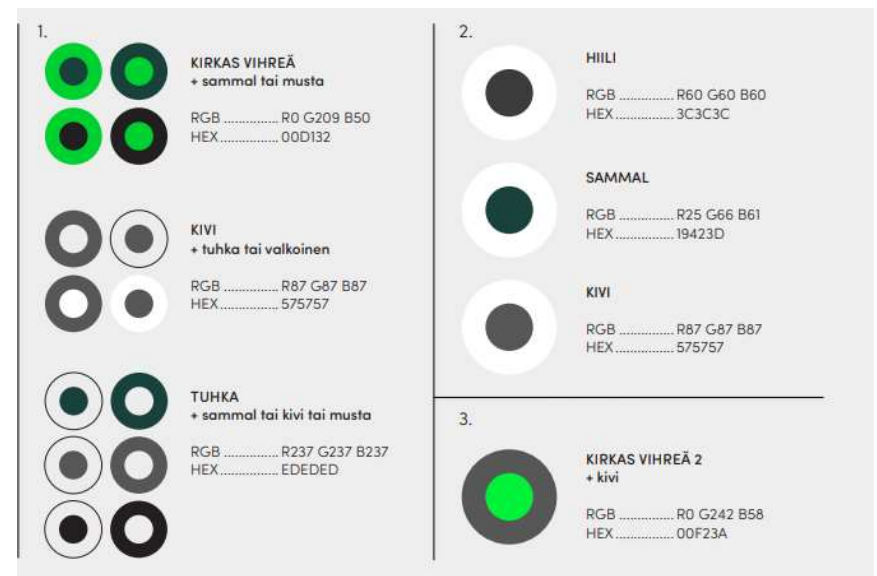 1.
KIRKAS VIHREÄ
+ sammal tai musta
RGB .............. R0 G209 B50
HEX............... 00D132
KIVI
+ tuhka tai valkoinen
RGB .............. R87 G87 B87
HEX............... 575757
TUHKA
+ sammal tai kivi tai musta
RGB .............. R237 G237 B237
HEX............... EDEDED
2.
HIILI
RGB .............. R60 G60 B60
HEX............... 3C3C3C
SAMMAL
RGB .............. R25 G66 B61
HEX............... 19423D
KIVI
RGB .............. R87 G87 B87
HEX............... 575757
3.
KIRKAS VIHREÄ 2
+ kivi
RGB .............. R0 G242 B58
HEX............... 00F23A